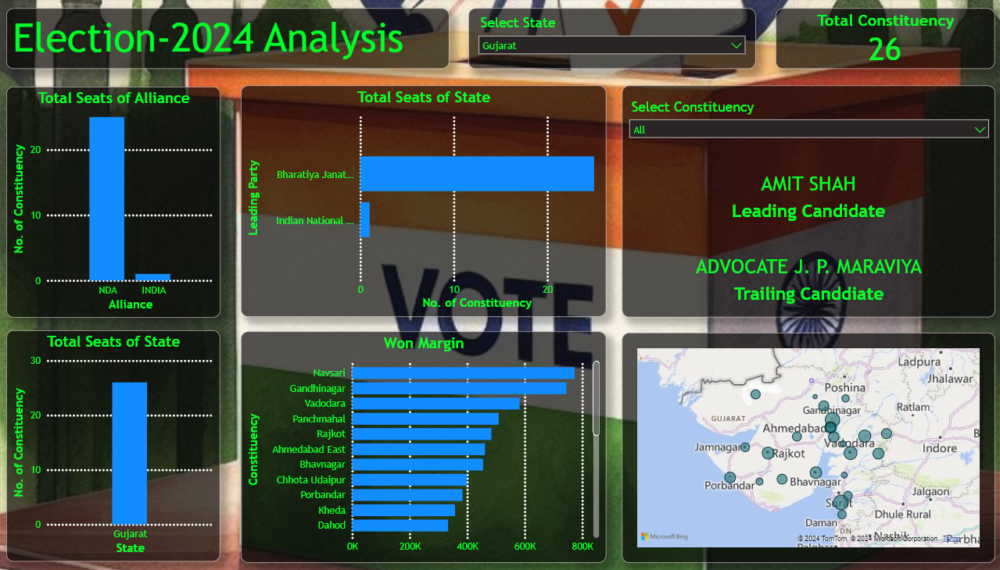 Election-2024 Analysis
Select State
Gujarat
Total Constituency
26
Total Seats of Alliance
No. of Constituency
20
10
0
NDA
INDIA
Alliance
Total Seats of State
Leading Party
Bharatiya Janat...
Indian National ...
0
10
20
No. of Constituency
Select Constituency
All
AMIT SHAH
Leading Candidate
ADVOCATE J. P. MARAVIYA
Trailing Canddiate
VOTE
Total Seats of State
No. of Constituency
30
20
10
0
Gujarat
State
Won Margin
Constituency
Navsari
Gandhinagar
Vadodara
Panchmahal
Rajkot
Ahmedabad East
Bhavnagar
Chhota Udaipur
Porbandar
Kheda
Dahod
0K
200K
400K
600K
800K
Ladpura
Jhalawar
Poshina
Gandhinagar
Ratlam
GUJARAT
Ahmedabad
Vadodara
Indore
Jamnagar
Rajkot
Porbandar
Bhavnagar
Surat
Jalgaon
Dhule Rural
Daman
DN
Nashik
Parbha
Palghar
Microsoft Bing
© 2024 TomTom, © 2024 Microsoft Corporation Terms